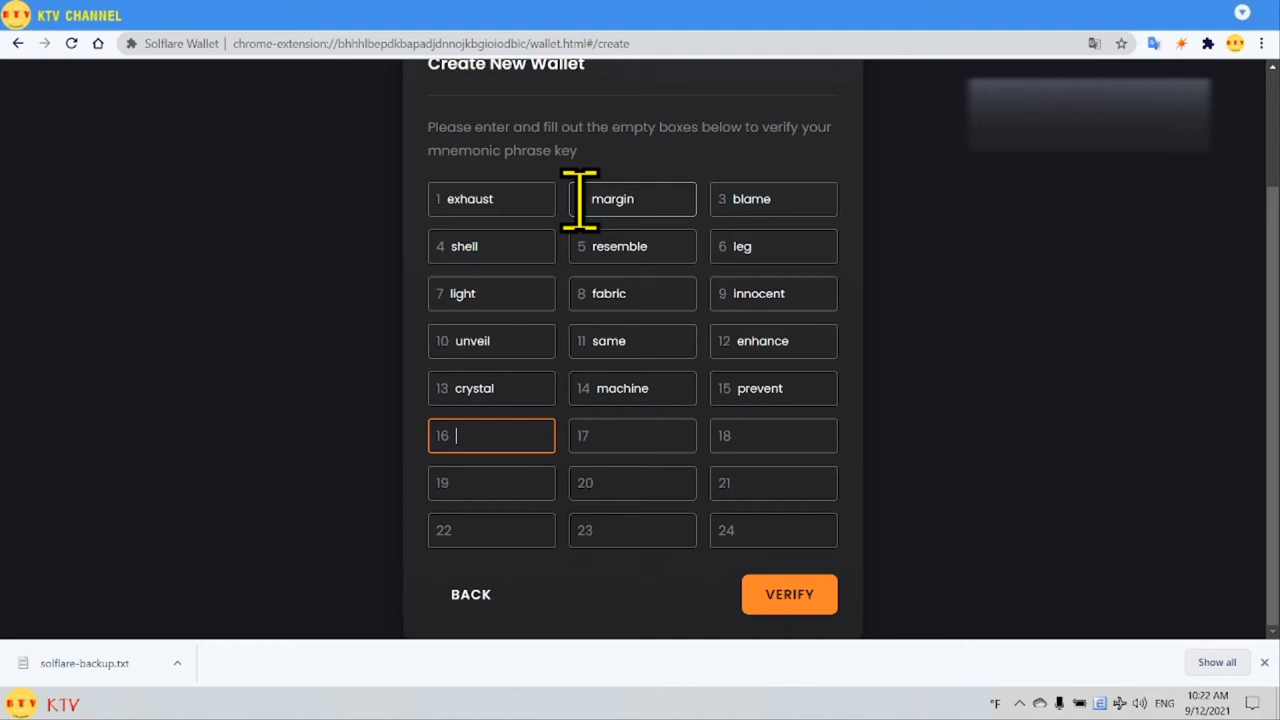 KTV KTV CHANNEL
Solflare Wallet | chrome-extension://bhhhlbepdkbapadjdnnojkbgioiodbic/wallet.html#/create
Create New Wallet
Please enter and fill out the empty boxes below to verify your
mnemonic phrase key
1 exhaust margin 3 blame
4 shell 5 resemble 6 leg
7 light 8 fabric 9 innocent
10 unveil 11 same 12 enhance
13 crystal 14 machine 15 prevent
16 17 18
19 20 21
22 23 24
BACK VERIFY
solflare-backup.txt Show all
KTV KTV °F ENG 10:22 AM
9/12/2021